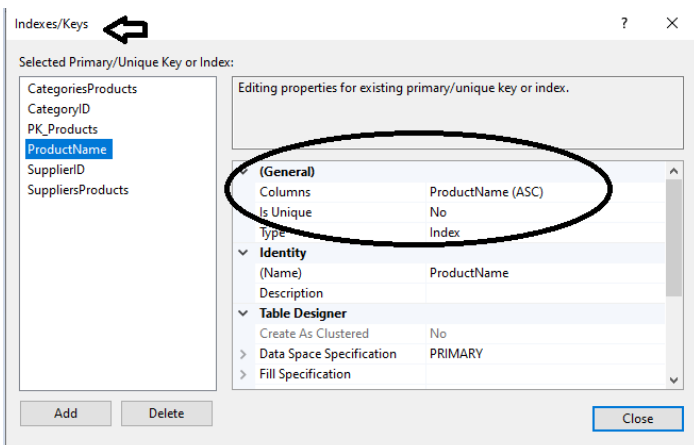 Indexes/Keys ? ×
Selected Primary/Unique Key or Index:
CategoriesProducts
CategoryID
PK_Products
ProductName
SupplierID
SuppliersProducts
Editing properties for existing primary/unique key or index.
(General)
Columns ProductName (ASC)
Is Unique No
Type Index
Identity
(Name) ProductName
Description
Table Designer
Create As Clustered No
Data Space Specification PRIMARY
Fill Specification
Add Delete
Close